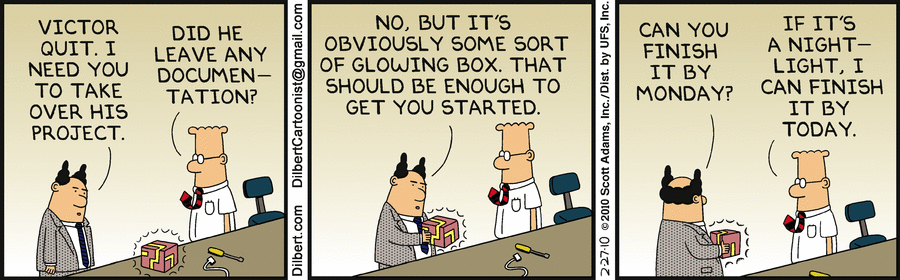 VICTOR
QUIT. I
NEED YOU
TO TAKE
OVER HIS
PROJECT.
DID HE
LEAVE ANY
DOCUMEN-
TATION?
Dilbert.com DilbertCartoonist@gmail.com
NO, BUT IT'S
OBVIOUSLY SOME SORT
OF GLOWING BOX. THAT
SHOULD BE ENOUGH TO
GET YOU STARTED.
2-27-10 ©2010 Scott Adams, Inc./Dist. by UFS, Inc.
CAN YOU
FINISH
IT BY
MONDAY?
IF IT'S
A NIGHT-
LIGHT, I
CAN FINISH
IT BY
TODAY.